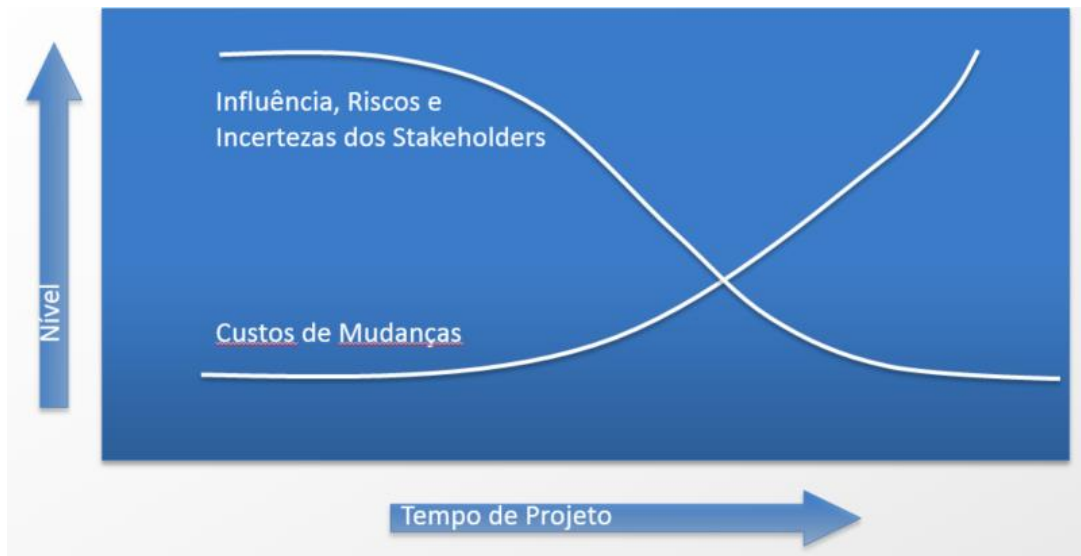 Influência, Riscos e
Incertezas dos Stakeholders
Nível
Custos de Mudanças
Tempo de Projeto